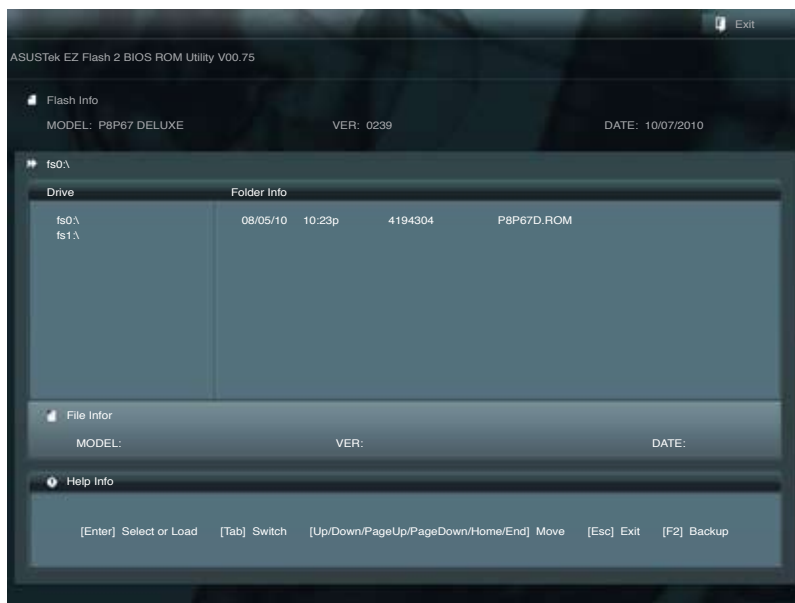 Exit
ASUSTek EZ Flash 2 BIOS ROM Utility V00.75
Flash Info
MODEL: P8P67 DELUXE VER: 0239 DATE: 10/07/2010
fs0:\
Drive Folder Info
fs0:\ 08/05/10 10:23p 4194304 P8P67D.ROM
fs1:\
File Infor
MODEL: VER: DATE:
Help Info
[Enter] Select or Load [Tab] Switch [Up/Down/PageUp/PageDown/Home/End] Move [Esc] Exit [F2] Backup